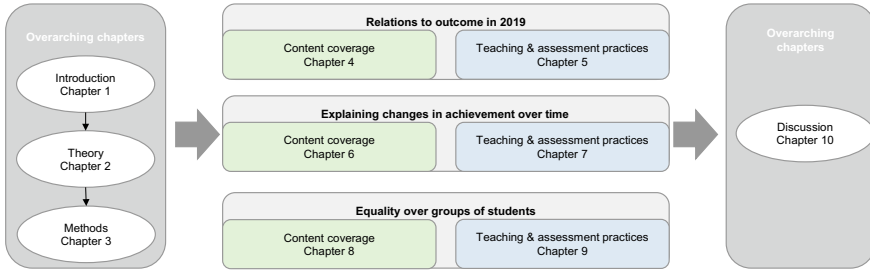 Overarching chapters
Introduction
Chapter 1
Theory
Chapter 2
Methods
Chapter 3
Relations to outcome in 2019
Content coverage
Chapter 4
Teaching & assessment practices
Chapter 5
Explaining changes in achievement over time
Content coverage
Chapter 6
Teaching & assessment practices
Chapter 7
Equality over groups of students
Content coverage
Chapter 8
Teaching & assessment practices
Chapter 9
Overarching
chapters
Discussion
Chapter 10